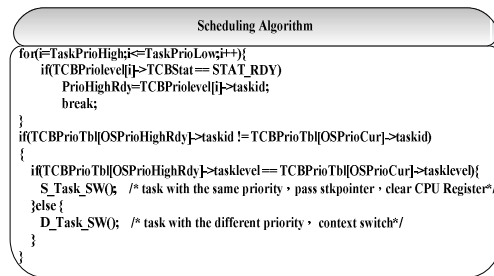 Scheduling Algorithm
for(i=TaskPrioHigh;i<=TaskPrioLow;i++){
if(TCBPriolevel[i]->TCBStat== STAT_RDY)
PrioHighRdy=TCBPriolevel[i]->taskid;
break;
}
if(TCBPrioTbl[OSPrioHighRdy]->taskid != TCBPrioTbl[OSPrioCur]->taskid)
{
if(TCBPrioTbl[OSPrioHighRdy]->tasklevel== TCBPrioTbl[OSPrioCur]->tasklevel){
S_Task_SW(); /* task with the same priority，pass stkpointer，clear CPU Register*/
}else {
D_Task_SW(); /* task with the different priority，context switch*/
}
}